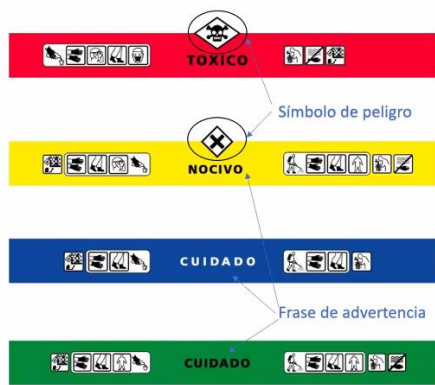 TOXICO
Símbolo de peligro
NOCIVO
CUIDADO
Frase de advertencia
CUIDADO